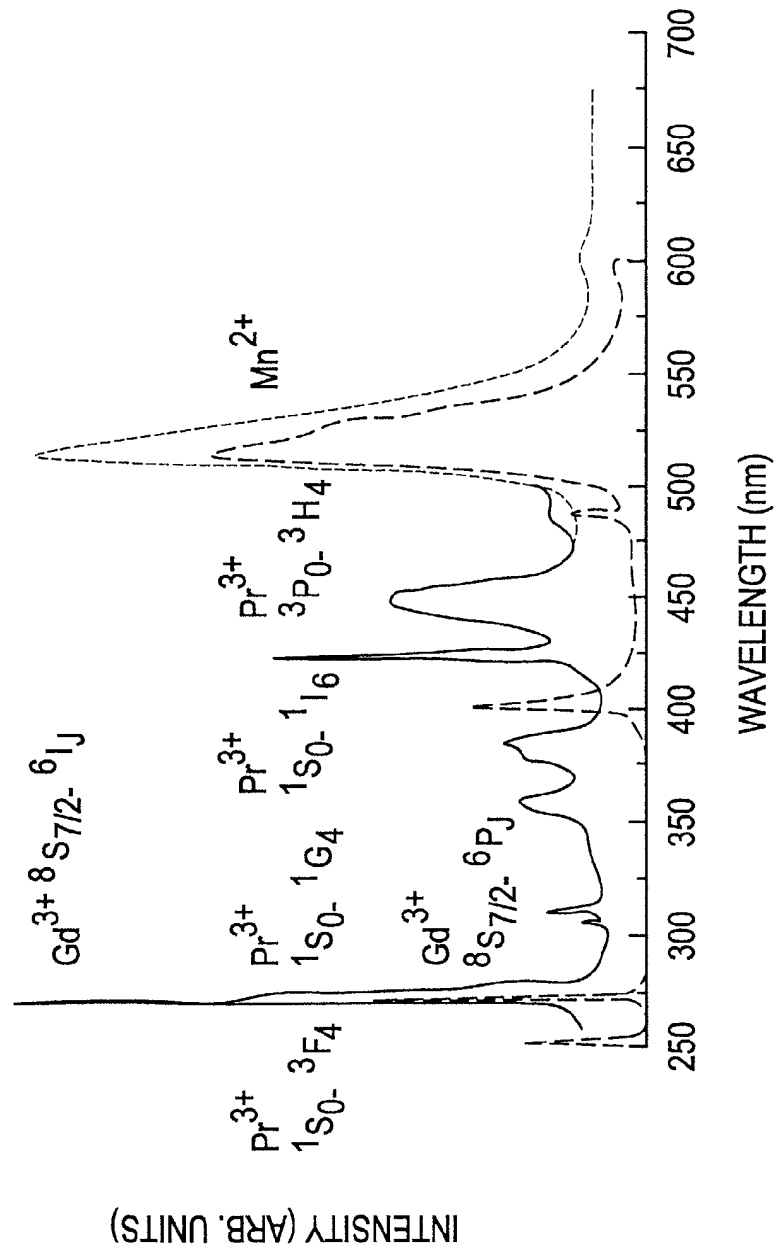 INTENSITY (ARB. UNITS)
Gd3+ 8S7/2- 6IJ
Pr3+
1S0- 3F4
Pr3+
1S0- 1G4
Pr3+
1S0- 1I6
Pr3+
3P0- 3H4
Mn2+
Gd3+
8S7/2- 6PJ
250 300 350 400 450 500 550 600 650 700
WAVELENGTH (nm)